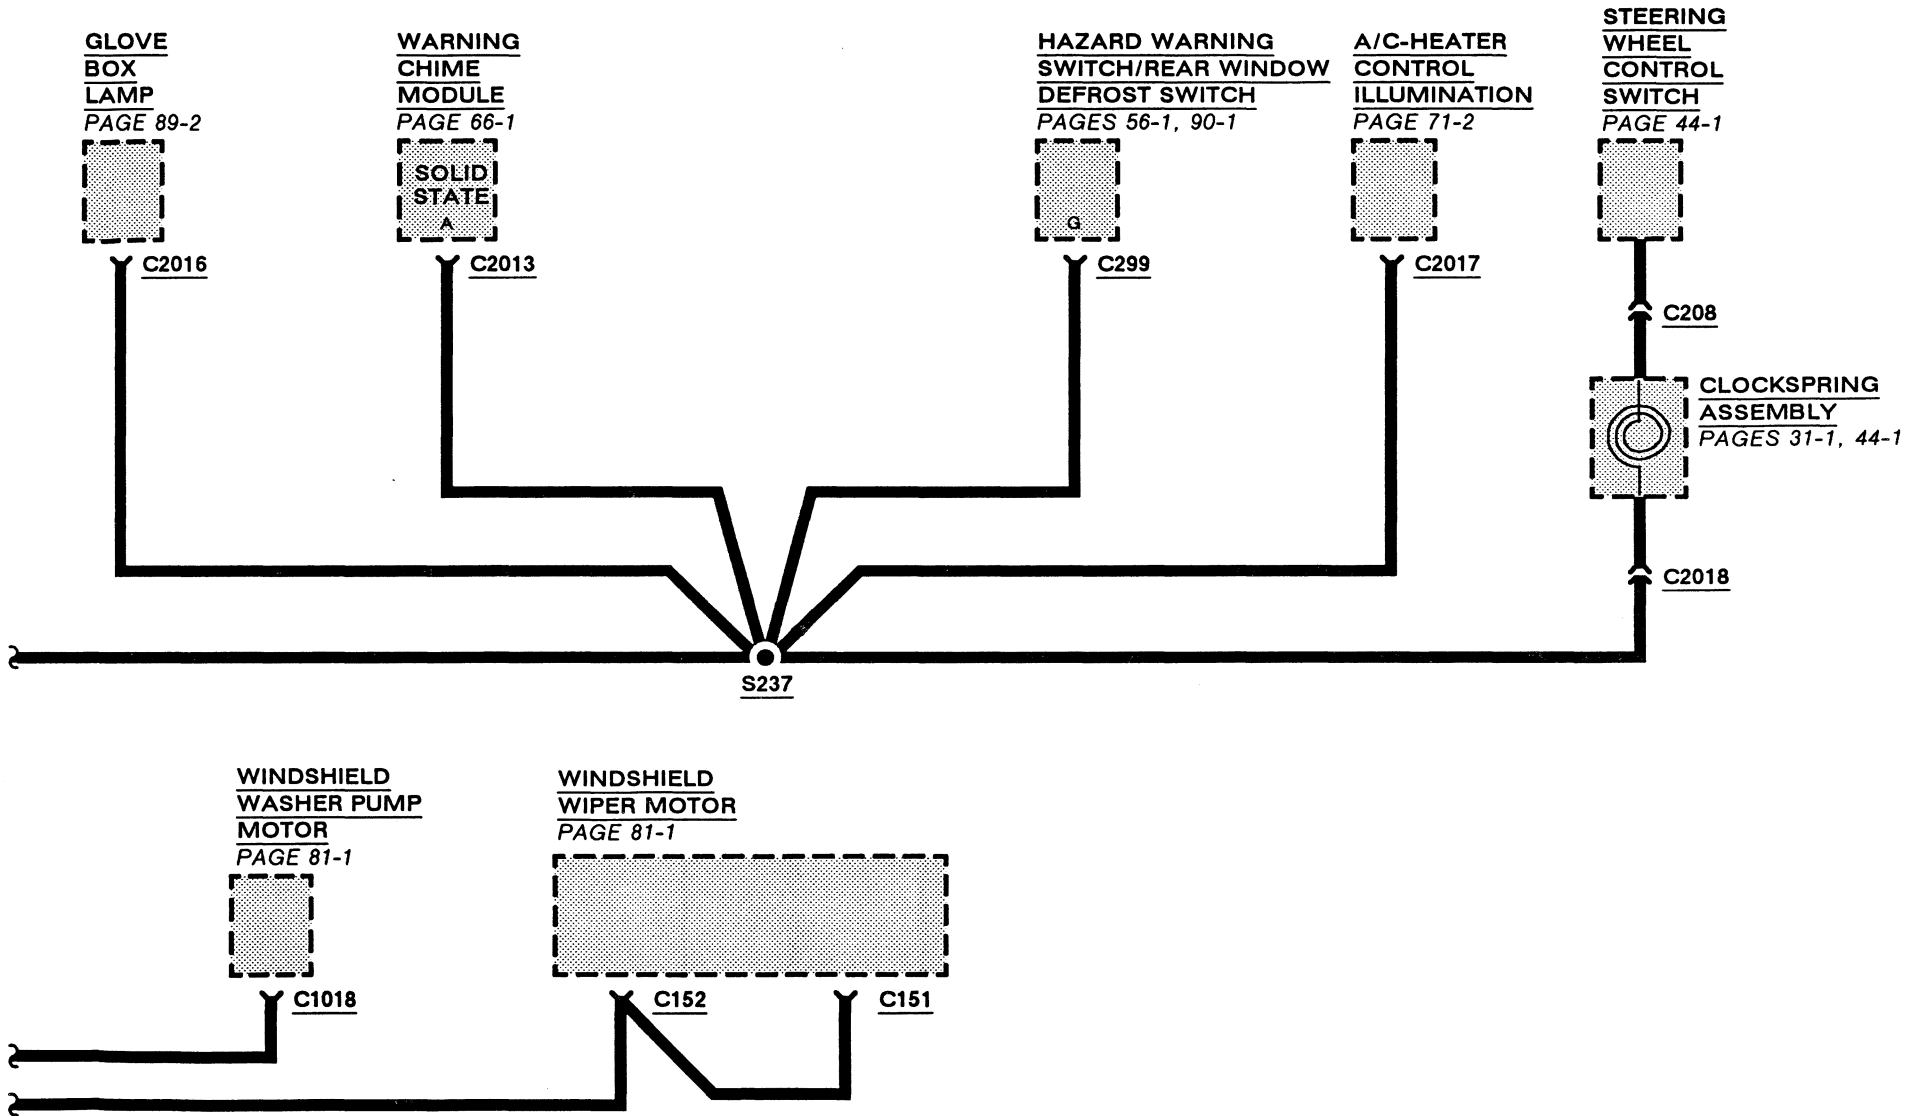 GLOVE
BOX
LAMP
PAGE 89-2
WARNING
CHIME
MODULE
PAGE 66-1
SOLID
STATE
A
HAZARD WARNING
SWITCH/REAR WINDOW
DEFROST SWITCH
PAGES 56-1, 90-1
G
A/C-HEATER
CONTROL
ILLUMINATION
PAGE 71-2
STEERING
WHEEL
CONTROL
SWITCH
PAGE 44-1
C2016
C2013
C299
C2017
C208
CLOCKSPRING
ASSEMBLY
PAGES 31-1, 44-1
C2018
S237
WINDSHIELD
WASHER PUMP
MOTOR
PAGE 81-1
WINDSHIELD
WIPER MOTOR
PAGE 81-1
C1018
C152
C151